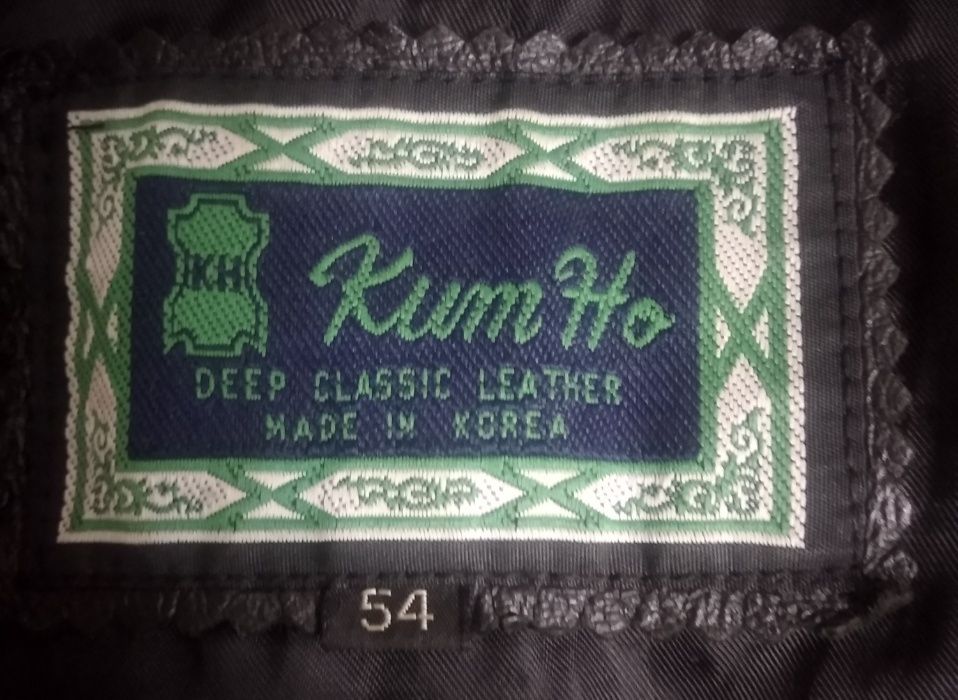 KH
Kum Ho
DEEP CLASSIC LEATHER
MADE IN KOREA
54